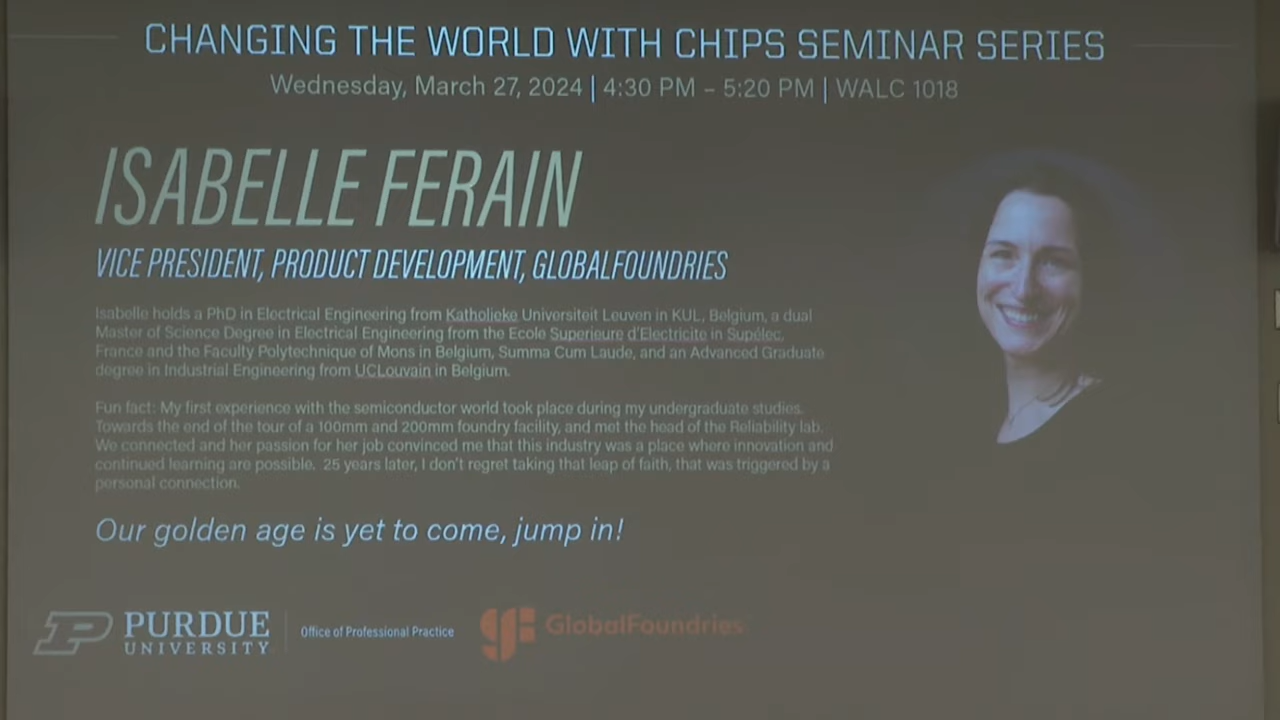 CHANGING THE WORLD WITH CHIPS SEMINAR SERIES
Wednesday, March 27, 2024 | 4:30 PM – 5:20 PM | WALC 1018
ISABELLE FERAIN
VICE PRESIDENT, PRODUCT DEVELOPMENT, GLOBALFOUNDRIES
Isabelle holds a PhD in Electrical Engineering from Katholieke Universiteit Leuven in KUL, Belgium, a dual
Master of Science Degree in Electrical Engineering from the Ecole Superieure d'Electricite in Supélec,
France and the Faculty Polytechnique of Mons in Belgium, Summa Cum Laude, and an Advanced Graduate
degree in Industrial Engineering from UCLouvain in Belgium.
Fun fact: My first experience with the semiconductor world took place during my undergraduate studies.
Towards the end of the tour of a 100mm and 200mm foundry facility, and met the head of the Reliability lab.
We connected and her passion for her job convinced me that this industry was a place where innovation and
continued learning are possible. 25 years later, I don't regret taking that leap of faith, that was triggered by a
personal connection.
Our golden age is yet to come, jump in!
P PURDUE UNIVERSITY Office of Professional Practice
GF GlobalFoundries